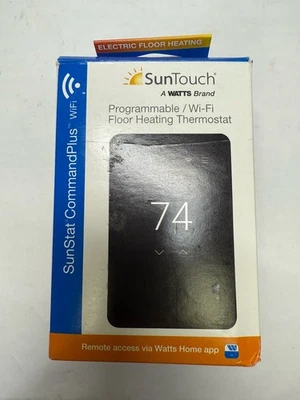 ELECTRIC FLOOR HEATING
SunTouch®
A WATTS Brand
Programmable / Wi-Fi
Floor Heating Thermostat
SunStat CommandPlus™ WiFi
74
Remote access via Watts Home app